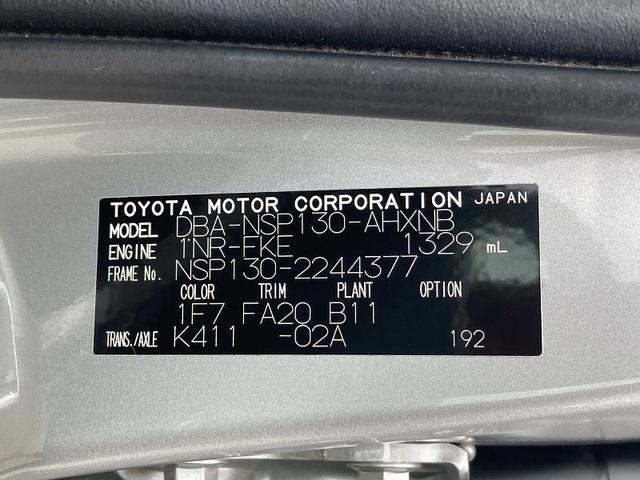 TOYOTA MOTOR CORPORATION JAPAN
MODEL DBA-NSP130-AHXNB
ENGINE 1NR-FKE 1329 mL
FRAME No. NSP130-2244377
COLOR TRIM PLANT OPTION
1F7 FA20 B11
TRANS./AXLE K411 -02A 192